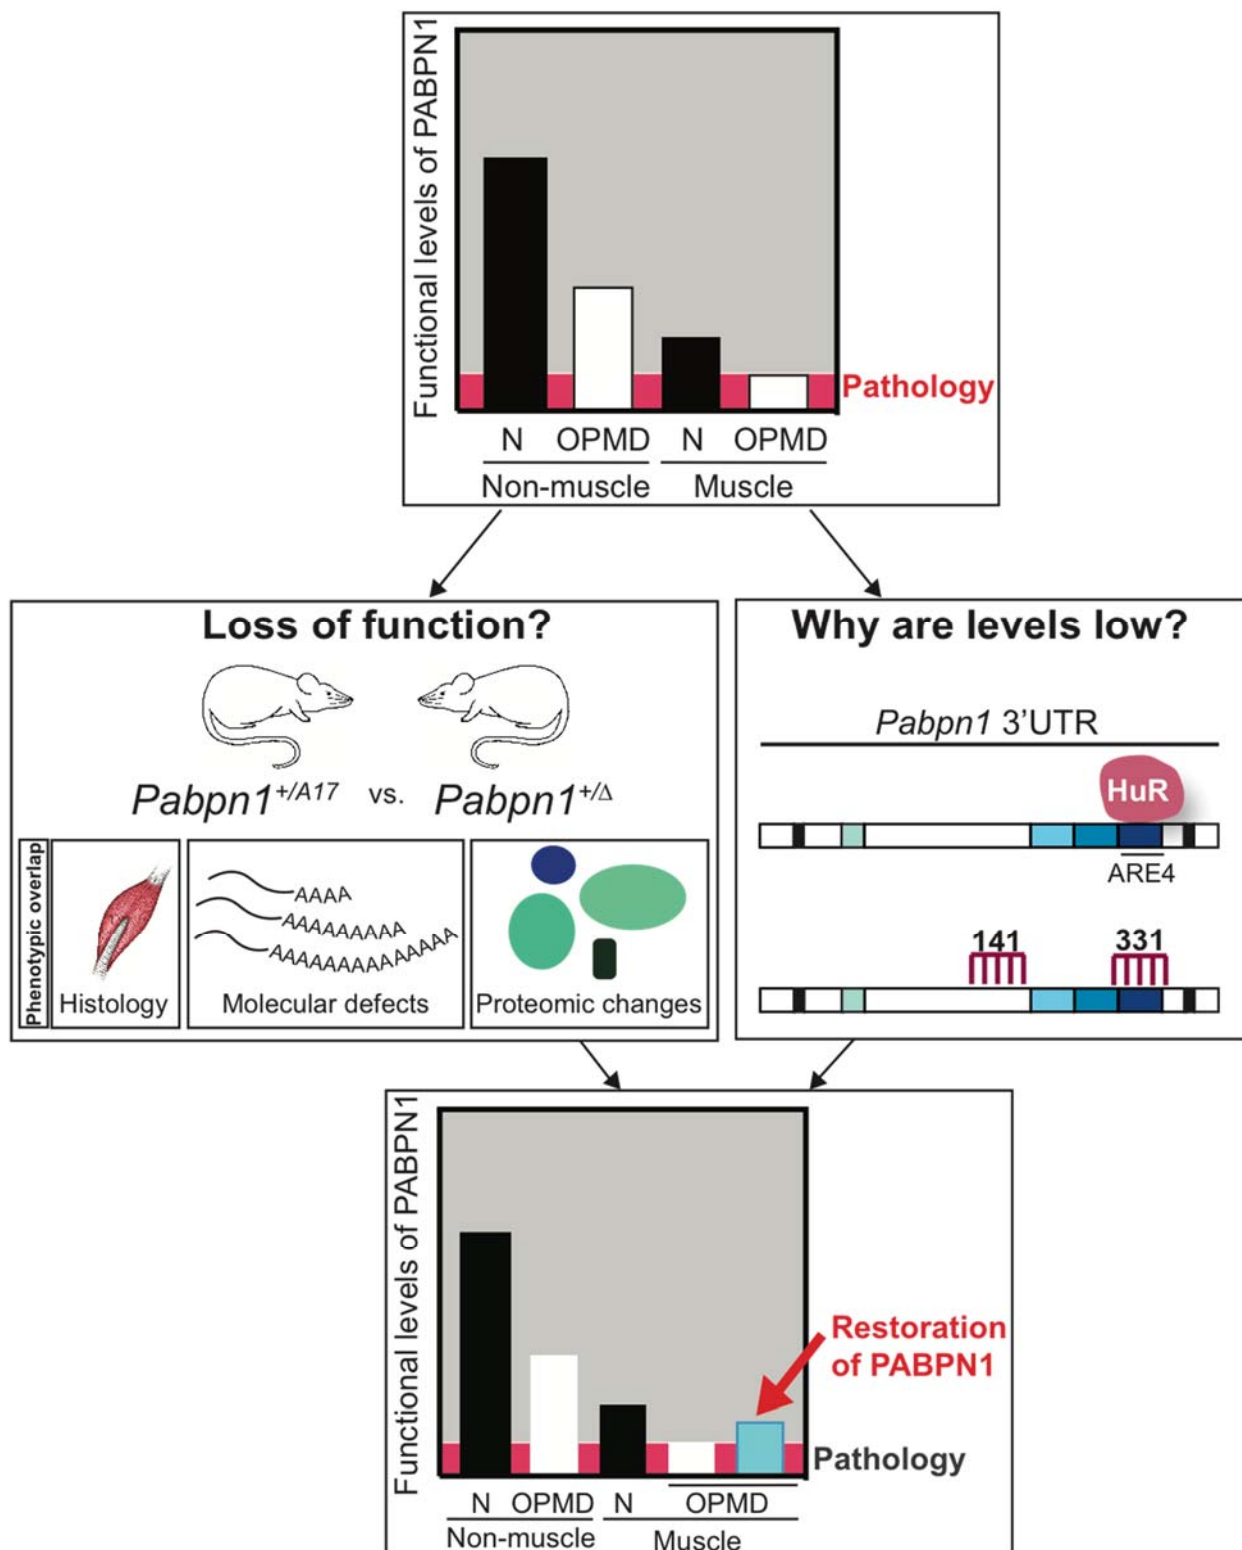 Functional levels of PABPN1
Pathology
N OPMD N OPMD
Non-muscle Muscle
Loss of function?
Pabpn1+/A17 vs. Pabpn1+/Δ
Phenotypic overlap
AAAA
AAAAAAAAA
AAAAAAAAAAAAAA
Histology Molecular defects Proteomic changes
Why are levels low?
Pabpn1 3’UTR
HuR
ARE4
141 331
Functional levels of PABPN1
Restoration
of PABPN1
Pathology
N OPMD N OPMD
Non-muscle Muscle